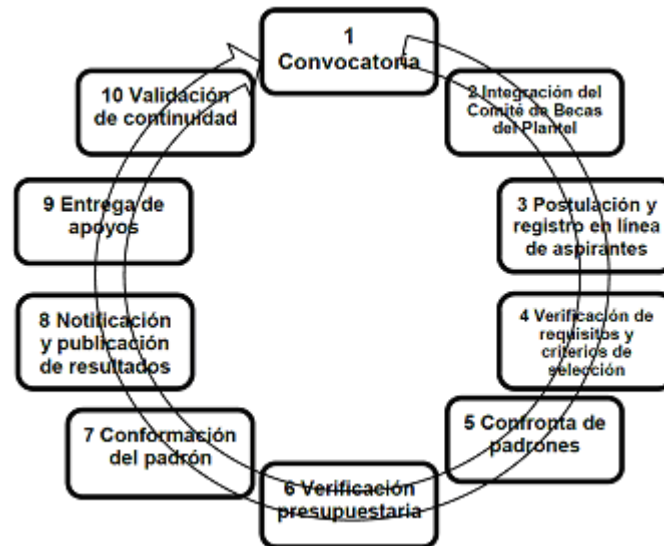 1
Convocatoria
2 Integración del
Comité de Becas
del Plantel
3 Postulación y
registro en línea
de aspirantes
4 Verificación de
requisitos y
criterios de
selección
5 Confronta de
padrones
6 Verificación
presupuestaria
7 Conformación
del padrón
8 Notificación
y publicación
de resultados
9 Entrega de
apoyos
10 Validación
de continuidad